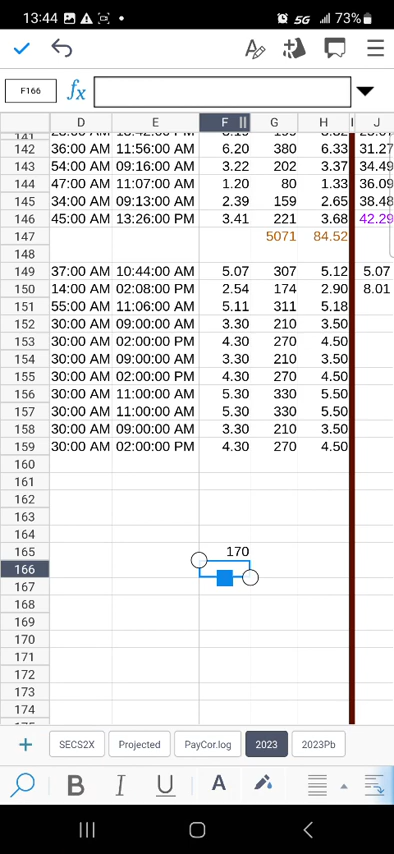 13:44 5G 73%
F166 fx
D E F G H I J
142 36:00 AM 11:56:00 AM 6.20 380 6.33 31.27
143 54:00 AM 09:16:00 AM 3.22 202 3.37 34.49
144 47:00 AM 11:07:00 AM 1.20 80 1.33 36.09
145 34:00 AM 09:13:00 AM 2.39 159 2.65 38.48
146 45:00 AM 13:26:00 PM 3.41 221 3.68 42.29
147 5071 84.52
148
149 37:00 AM 10:44:00 AM 5.07 307 5.12 5.07
150 14:00 AM 02:08:00 PM 2.54 174 2.90 8.01
151 55:00 AM 11:06:00 AM 5.11 311 5.18
152 30:00 AM 09:00:00 AM 3.30 210 3.50
153 30:00 AM 02:00:00 PM 4.30 270 4.50
154 30:00 AM 09:00:00 AM 3.30 210 3.50
155 30:00 AM 02:00:00 PM 4.30 270 4.50
156 30:00 AM 11:00:00 AM 5.30 330 5.50
157 30:00 AM 11:00:00 AM 5.30 330 5.50
158 30:00 AM 09:00:00 AM 3.30 210 3.50
159 30:00 AM 02:00:00 PM 4.30 270 4.50
160
161
162
163
164
165 170
166
167
168
169
170
171
172
173
174
+ SECS2X Projected PayCor.log 2023 2023Pb
B I U A